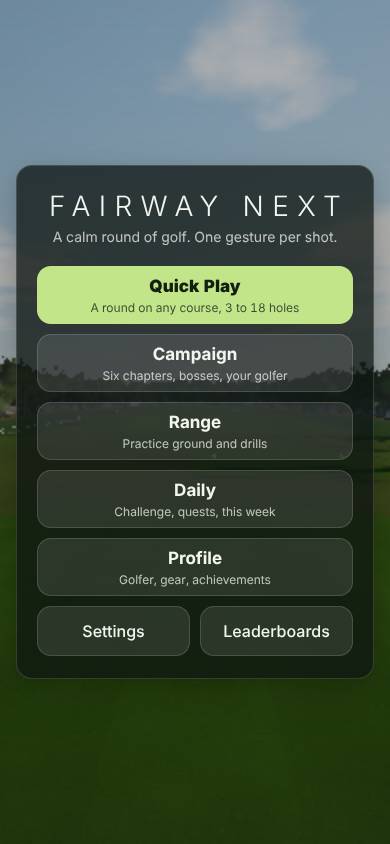 FAIRWAY NEXT
A calm round of golf. One gesture per shot.
Quick Play
A round on any course, 3 to 18 holes
Campaign
Six chapters, bosses, your golfer
Range
Practice ground and drills
Daily
Challenge, quests, this week
Profile
Golfer, gear, achievements
Settings Leaderboards